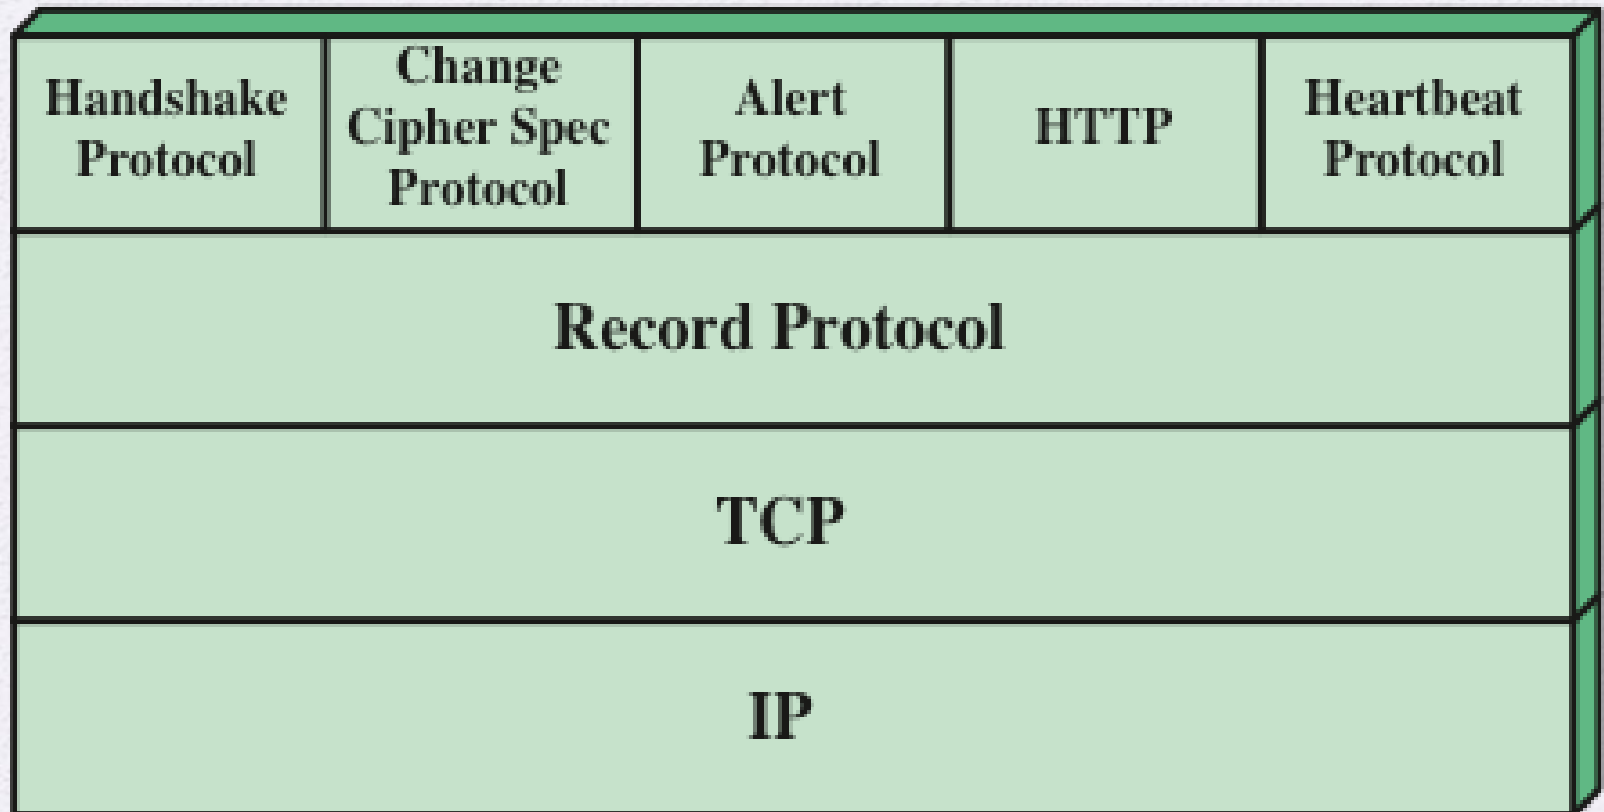 Handshake
Protocol
Change
Cipher Spec
Protocol
Alert
Protocol
HTTP
Heartbeat
Protocol
Record Protocol
TCP
IP